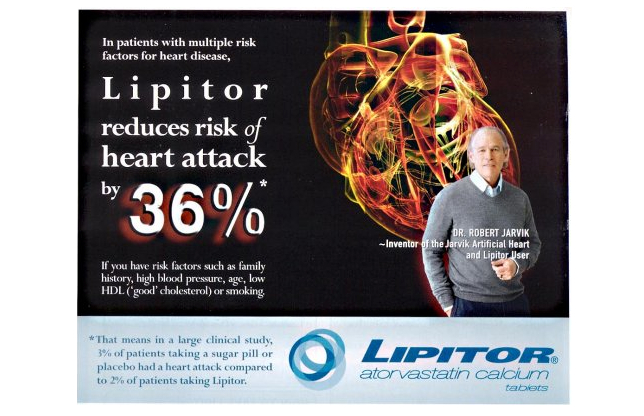 In patients with multiple risk
factors for heart disease,
Lipitor
reduces risk of
heart attack
by 36%*
If you have risk factors such as family
history, high blood pressure, age, low
HDL ('good' cholesterol) or smoking.
DR. ROBERT JARVIK
~Inventor of the Jarvik Artificial Heart
and Lipitor User
*That means in a large clinical study,
3% of patients taking a sugar pill or
placebo had a heart attack compared
to 2% of patients taking Lipitor.
LIPITOR®
atorvastatin calcium
tablets